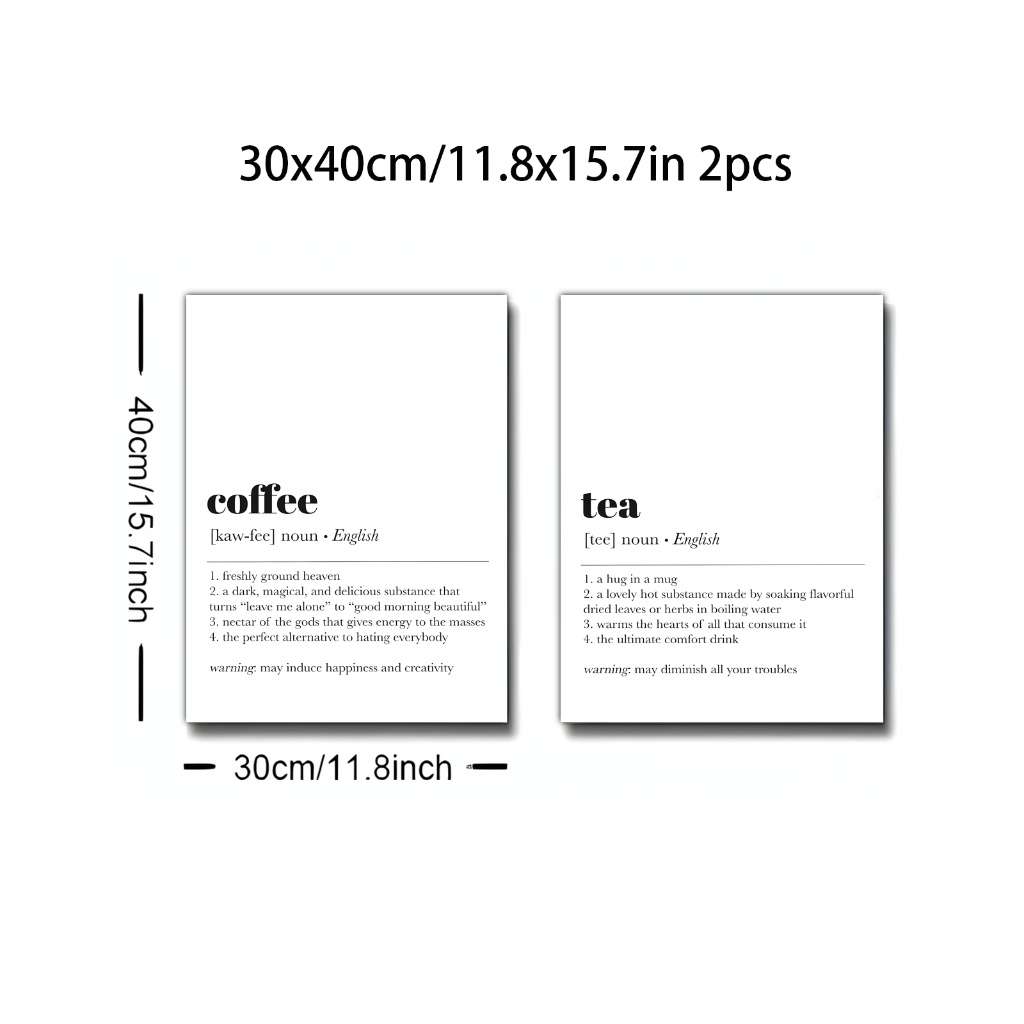 30x40cm/11.8x15.7in 2pcs
40cm/15.7inch
coffee
[kaw-fee] noun • English
1. freshly ground heaven
2. a dark, magical, and delicious substance that
turns “leave me alone” to “good morning beautiful”
3. nectar of the gods that gives energy to the masses
4. the perfect alternative to hating everybody
warning: may induce happiness and creativity
tea
[tee] noun • English
1. a hug in a mug
2. a lovely hot substance made by soaking flavorful
dried leaves or herbs in boiling water
3. warms the hearts of all that consume it
4. the ultimate comfort drink
warning: may diminish all your troubles
30cm/11.8inch